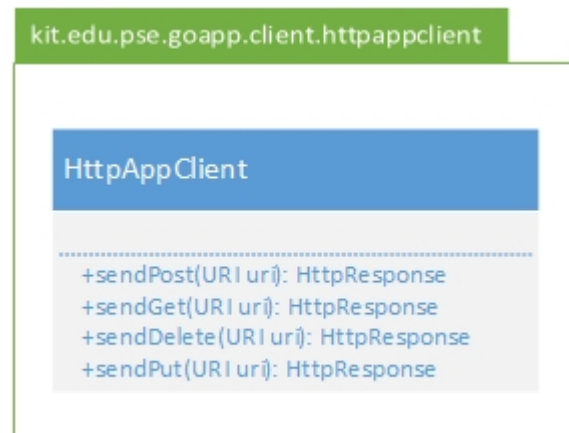 kit.edu.pse.goapp.client.httpappclient
HttpAppClient
+sendPost(URI uri): HttpResponse
+sendGet(URI uri): HttpResponse
+sendDelete(URI uri): HttpResponse
+sendPut(URI uri): HttpResponse